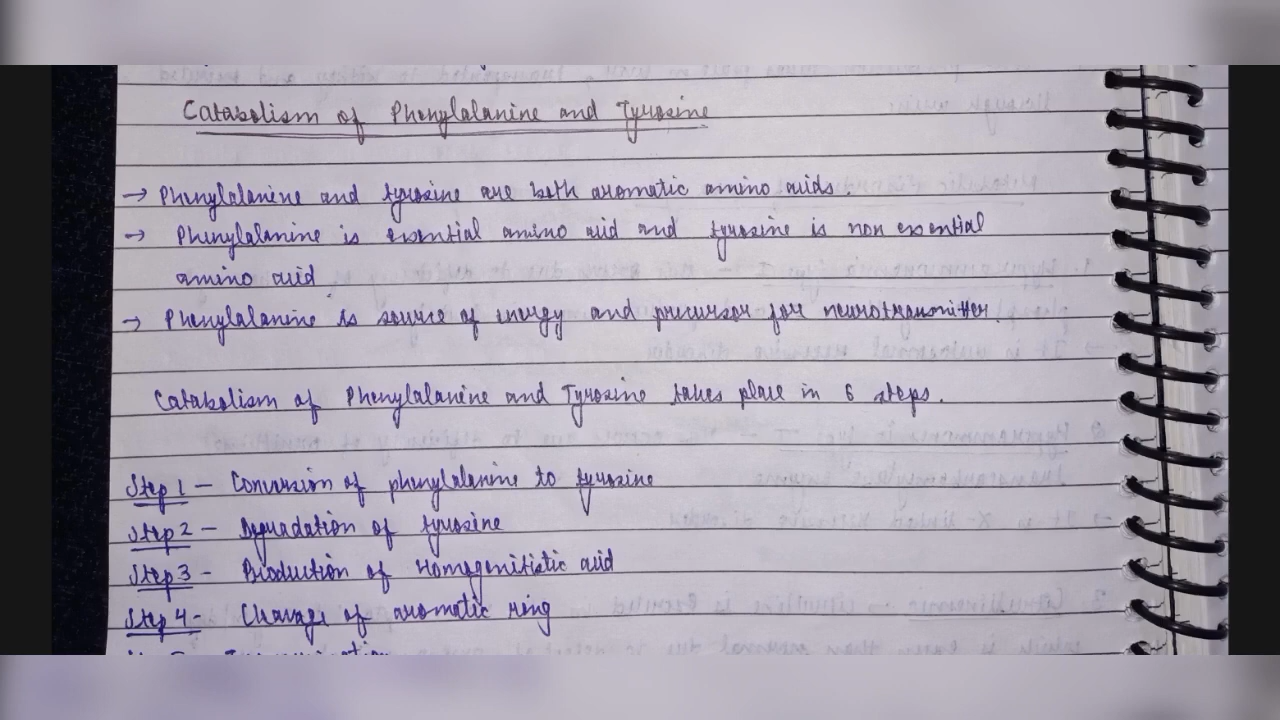 Catabolism of Phenylalanine and Tyrosine
→ Phenylalanine and tyrosine are both aromatic amino acids.
→ Phenylalanine is essential amino acid and tyrosine is non essential
amino acid.
→ Phenylalanine is source of energy and precursor for neurotransmitter.
Catabolism of Phenylalanine and Tyrosine takes place in 6 steps.
Step 1 - Conversion of phenylalanine to tyrosine
Step 2 - Degradation of tyrosine
Step 3 - Production of Homogenitistic acid
Step 4 - Cleavage of aromatic ring